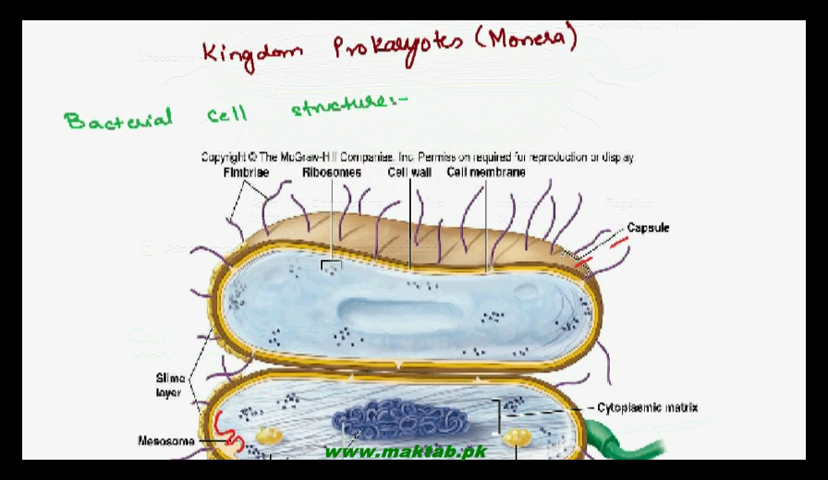 Kingdom Prokaryotes (Monera)
Bacterial cell structures:-
Copyright © The McGraw-Hill Companies, Inc. Permission required for reproduction or display
Fimbriae Ribosomes Cell wall Cell membrane
Capsule
Slime
layer
Cytoplasmic matrix
Mesosome
www.maktab.pk